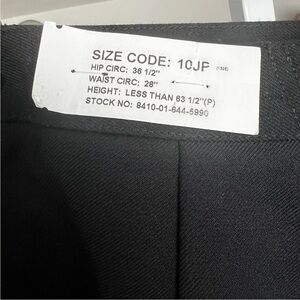 SIZE CODE: 10JP
HIP CIRC: 36 1/2"
WAIST CIRC: 28"
HEIGHT: LESS THAN 63 1/2"(P)
STOCK NO: 8410-01-644-5990